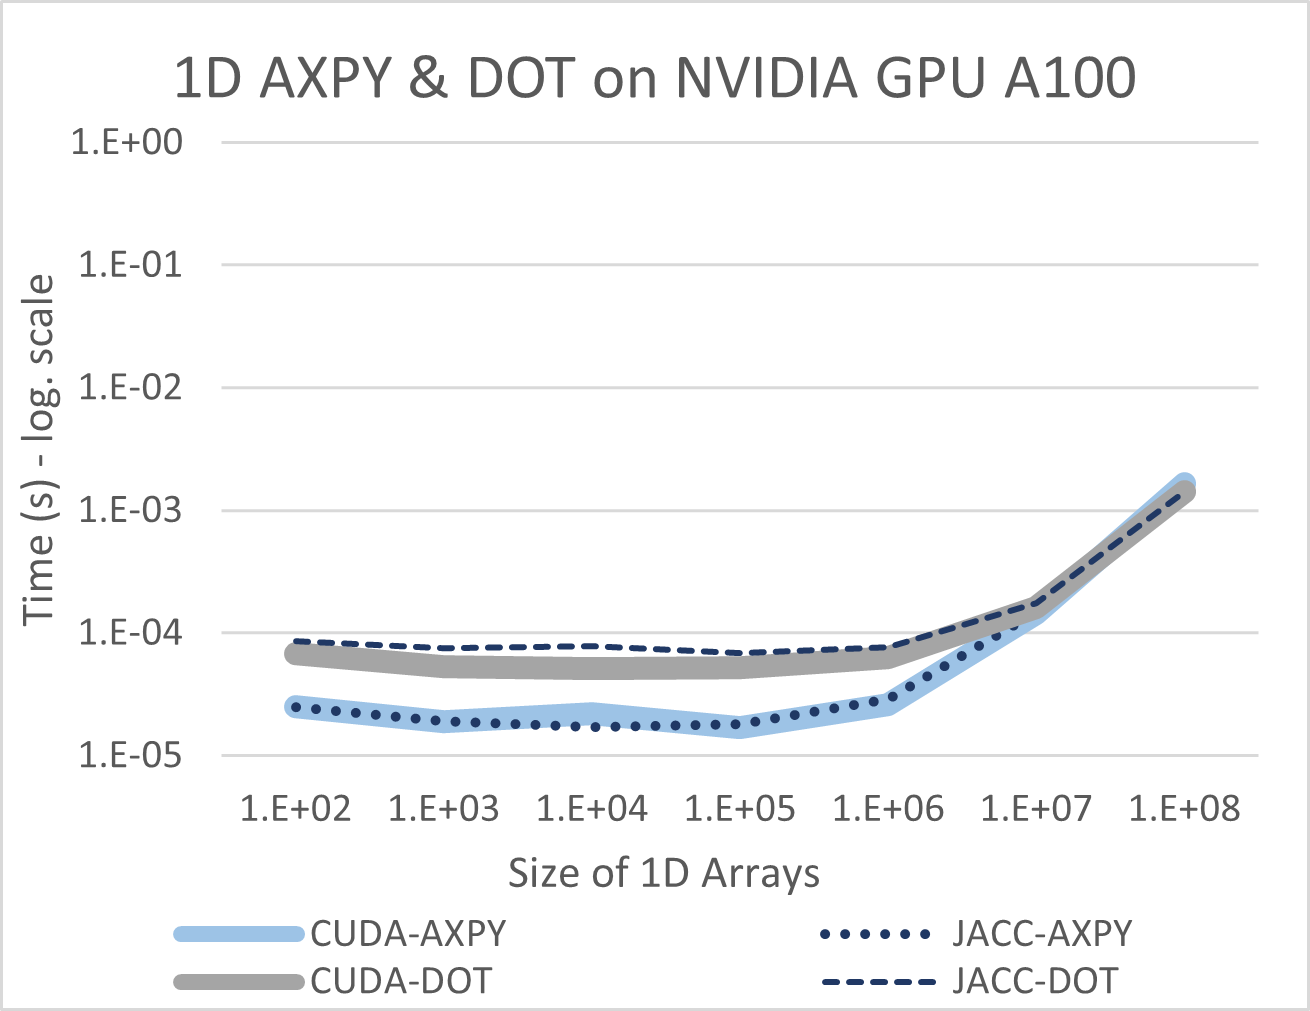 1D AXPY & DOT on NVIDIA GPU A100
1.E+00
1.E-01
1.E-02
1.E-03
1.E-04
1.E-05
Time (s) - log. scale
1.E+02 1.E+03 1.E+04 1.E+05 1.E+06 1.E+07 1.E+08
Size of 1D Arrays
CUDA-AXPY JACC-AXPY
CUDA-DOT JACC-DOT